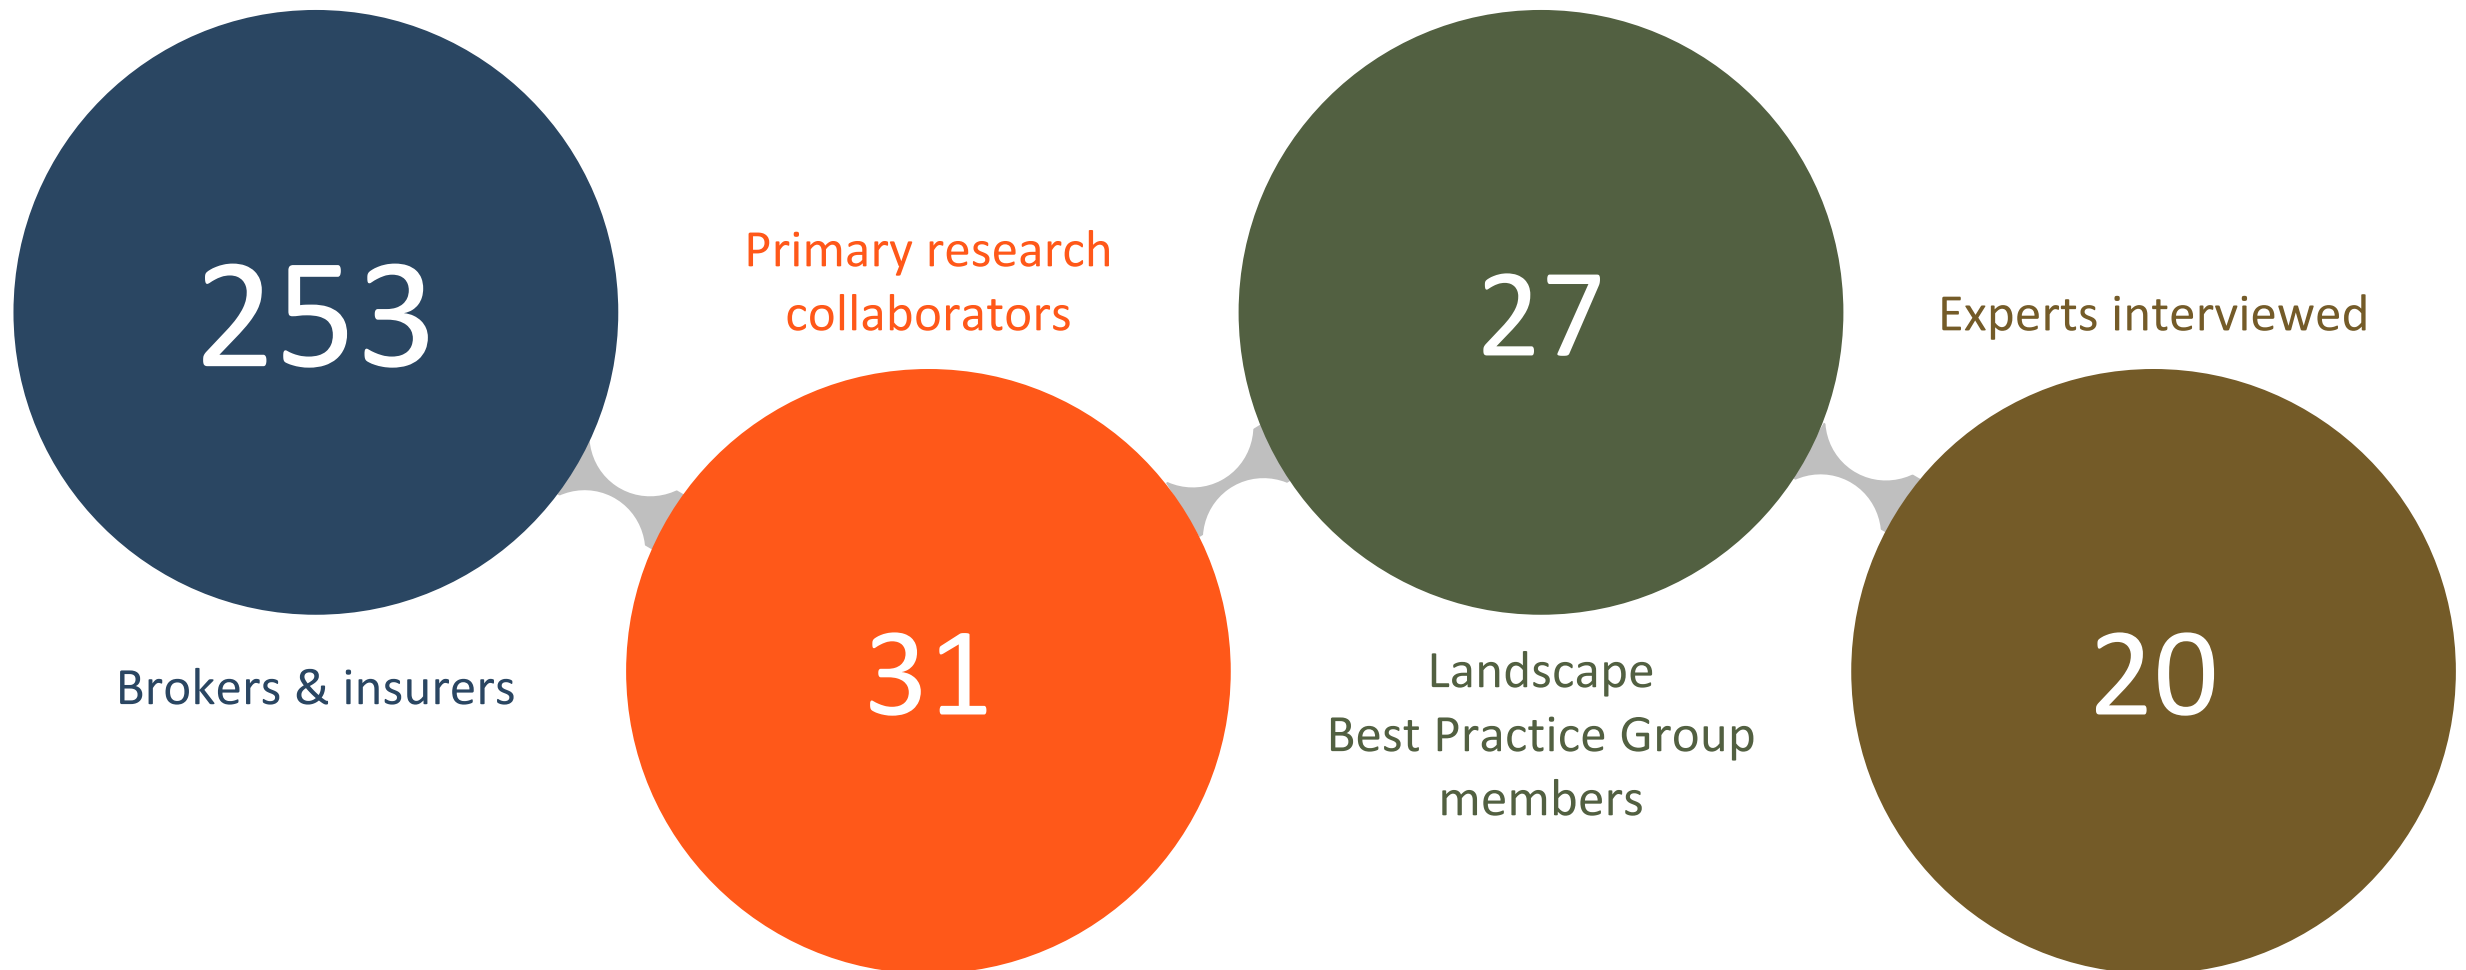 253
Brokers & insurers
Primary research
collaborators
31
27
Landscape
Best Practice Group
members
Experts interviewed
20